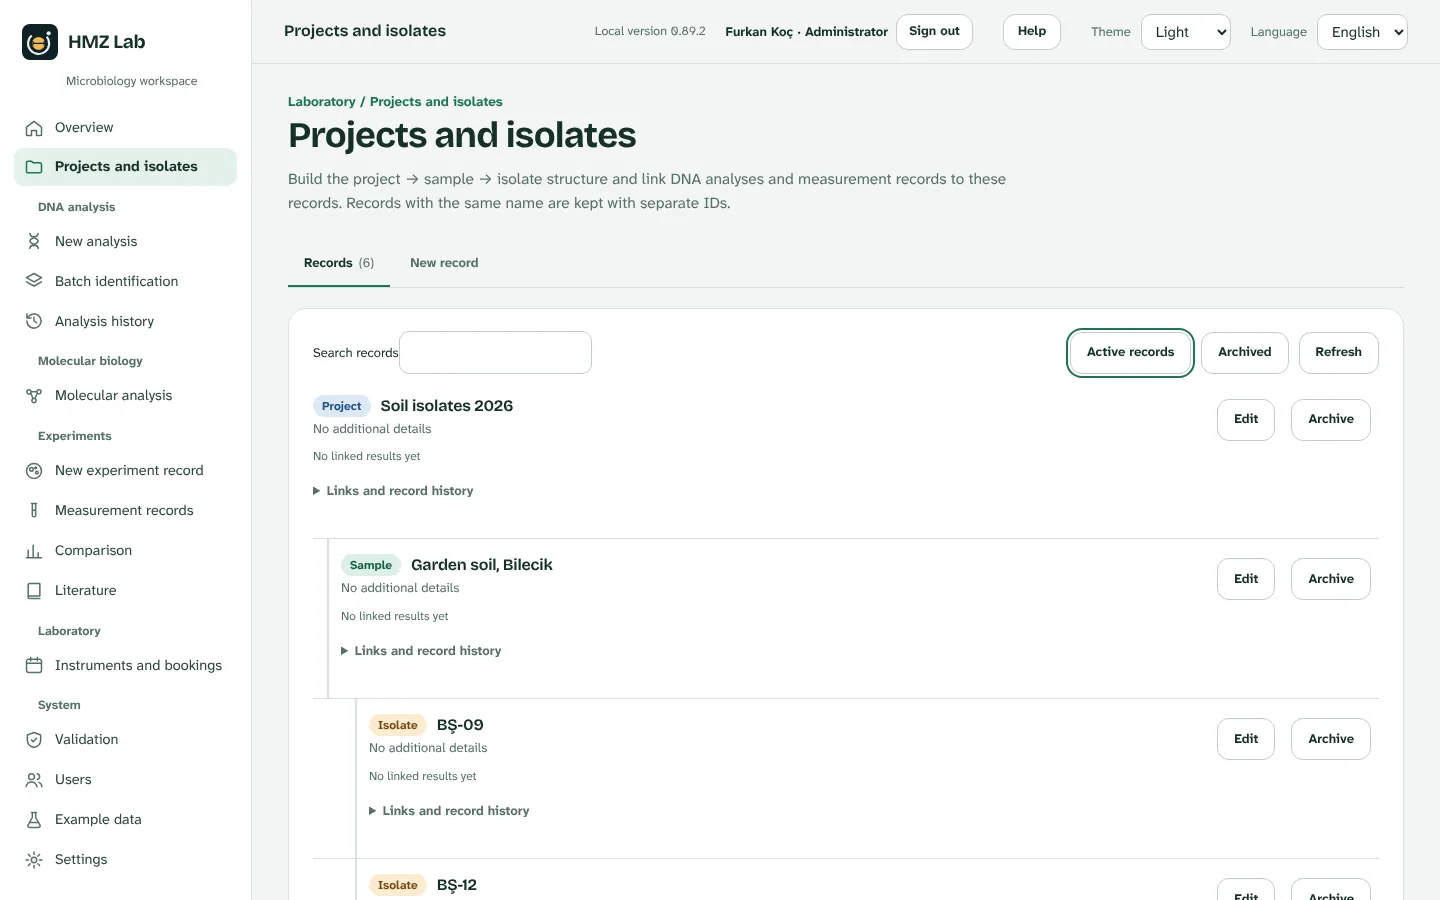 HMZ Lab
Microbiology workspace
Overview
Projects and isolates
DNA analysis
New analysis
Batch identification
Analysis history
Molecular biology
Molecular analysis
Experiments
New experiment record
Measurement records
Comparison
Literature
Laboratory
Instruments and bookings
System
Validation
Users
Example data
Settings
Projects and isolates
Local version 0.89.2
Furkan Koç · Administrator
Sign out
Help
Theme
Light
Language
English
Laboratory / Projects and isolates
Projects and isolates
Build the project → sample → isolate structure and link DNA analyses and measurement records to these
records. Records with the same name are kept with separate IDs.
Records (6)
New record
Search records
Active records
Archived
Refresh
Project Soil isolates 2026
Edit
Archive
No additional details
No linked results yet
Links and record history
Sample Garden soil, Bilecik
Edit
Archive
No additional details
No linked results yet
Links and record history
Isolate BŞ-09
Edit
Archive
No additional details
No linked results yet
Links and record history
Isolate BŞ-12
Edit
Archive